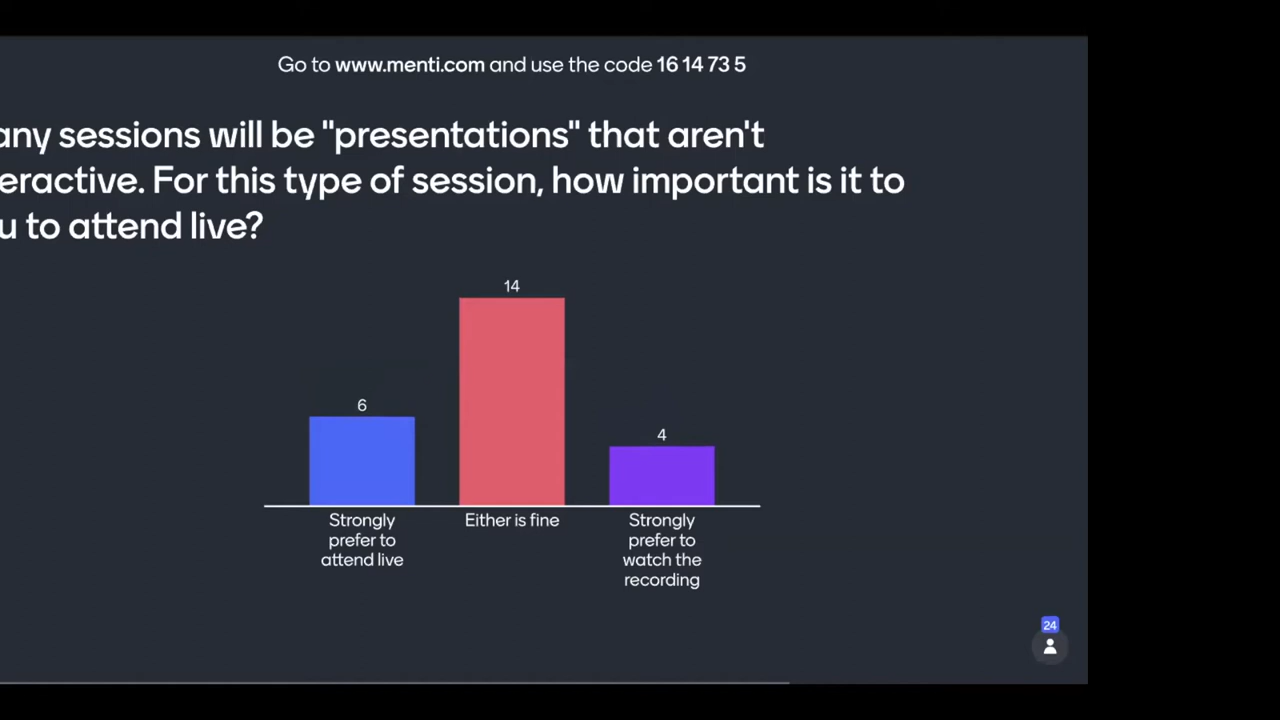 Go to www.menti.com and use the code 16 14 73 5
any sessions will be "presentations" that aren't
eractive. For this type of session, how important is it to
u to attend live?
14
6
4
Strongly prefer to attend live
Either is fine
Strongly prefer to watch the recording
24